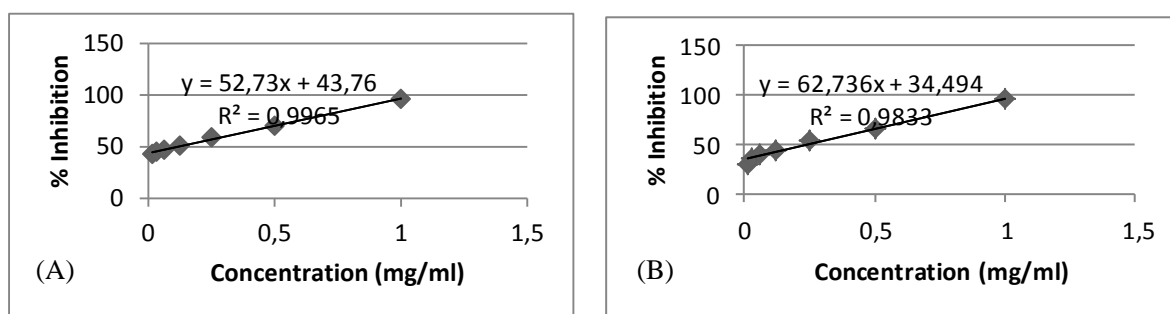 150
100
50
0
% Inhibition
y = 52,73x + 43,76
R² = 0,9965
0 0,5 1 1,5
Concentration (mg/ml)
(A)
150
100
50
0
% Inhibition
y = 62,736x + 34,494
R² = 0,9833
0 0,5 1 1,5
Concentration (mg/ml)
(B)